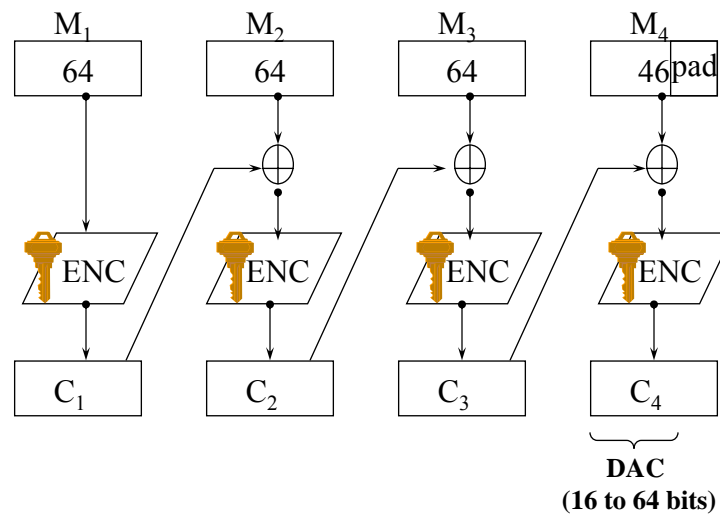 M1 M2 M3 M4
64 64 64 46 pad
ENC ENC ENC ENC
C1 C2 C3 C4
DAC
(16 to 64 bits)